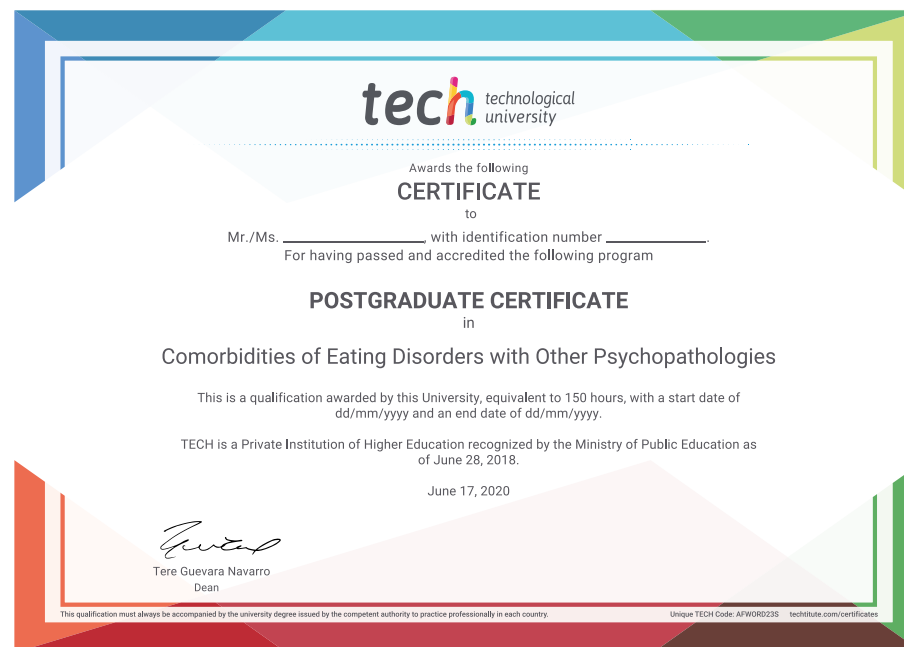 tech technological
university
Awards the following
CERTIFICATE
to
Mr./Ms. ____________, with identification number ____________.
For having passed and accredited the following program
POSTGRADUATE CERTIFICATE
in
Comorbidities of Eating Disorders with Other Psychopathologies
This is a qualification awarded by this University, equivalent to 150 hours, with a start date of
dd/mm/yyyy and an end date of dd/mm/yyyy.
TECH is a Private Institution of Higher Education recognized by the Ministry of Public Education as
of June 28, 2018.
June 17, 2020
Tere Guevara Navarro
Dean
This qualification must always be accompanied by the university degree issued by the competent authority to practice professionally in each country. Unique TECH Code: AFWORD23S techtitute.com/certificates